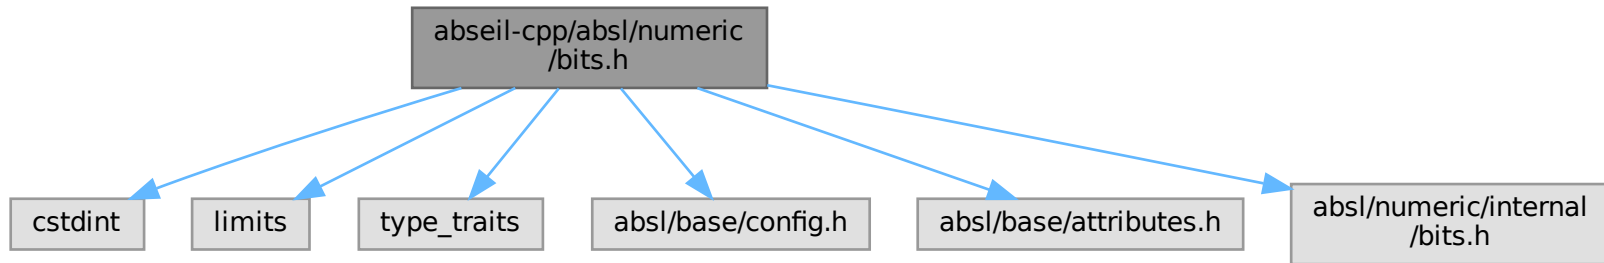 abseil-cpp/absl/numeric
/bits.h
cstdint
limits
type_traits
absl/base/config.h
absl/base/attributes.h
absl/numeric/internal
/bits.h